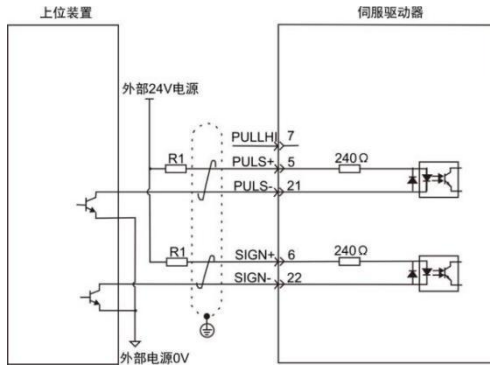 上位装置
伺服驱动器
外部24V电源
PULLHI 7
R1 PULS+ 5 240Ω
PULS- 21
R1 SIGN+ 6 240Ω
SIGN- 22
外部电源0V